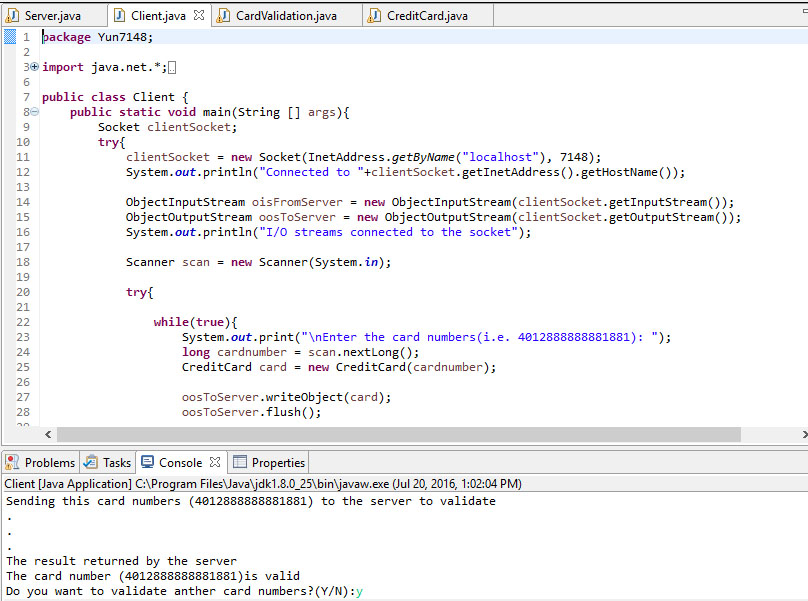 Server.java Client.java CardValidation.java CreditCard.java
1 package Yun7148;
2
3 import java.net.*;
6
7 public class Client {
8 public static void main(String [] args){
9 Socket clientSocket;
10 try{
11 clientSocket = new Socket(InetAddress.getByName("localhost"), 7148);
12 System.out.println("Connected to "+clientSocket.getInetAddress().getHostName());
13
14 ObjectInputStream oisFromServer = new ObjectInputStream(clientSocket.getInputStream());
15 ObjectOutputStream oosToServer = new ObjectOutputStream(clientSocket.getOutputStream());
16 System.out.println("I/O streams connected to the socket");
17
18 Scanner scan = new Scanner(System.in);
19
20 try{
21
22 while(true){
23 System.out.print("\nEnter the card numbers(i.e. 4012888888881881): ");
24 long cardnumber = scan.nextLong();
25 CreditCard card = new CreditCard(cardnumber);
26
27 oosToServer.writeObject(card);
28 oosToServer.flush();
29
Problems Tasks Console Properties
Client [Java Application] C:\Program Files\Java\jdk1.8.0_25\bin\javaw.exe (Jul 20, 2016, 1:02:04 PM)
Sending this card numbers (4012888888881881) to the server to validate
.
.
.
The result returned by the server
The card number (4012888888881881)is valid
Do you want to validate anther card numbers?(Y/N):y